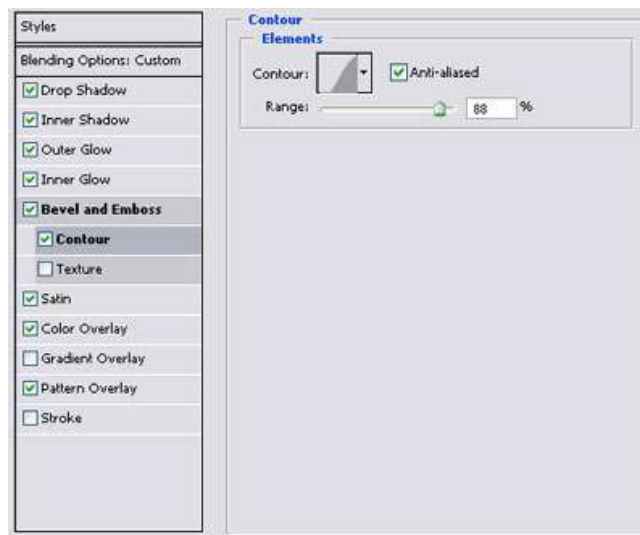 Styles
Blending Options: Custom
Drop Shadow
Inner Shadow
Outer Glow
Inner Glow
Bevel and Emboss
Contour
Texture
Satin
Color Overlay
Gradient Overlay
Pattern Overlay
Stroke
Contour
Elements
Contour: Anti-aliased
Range: 88 %